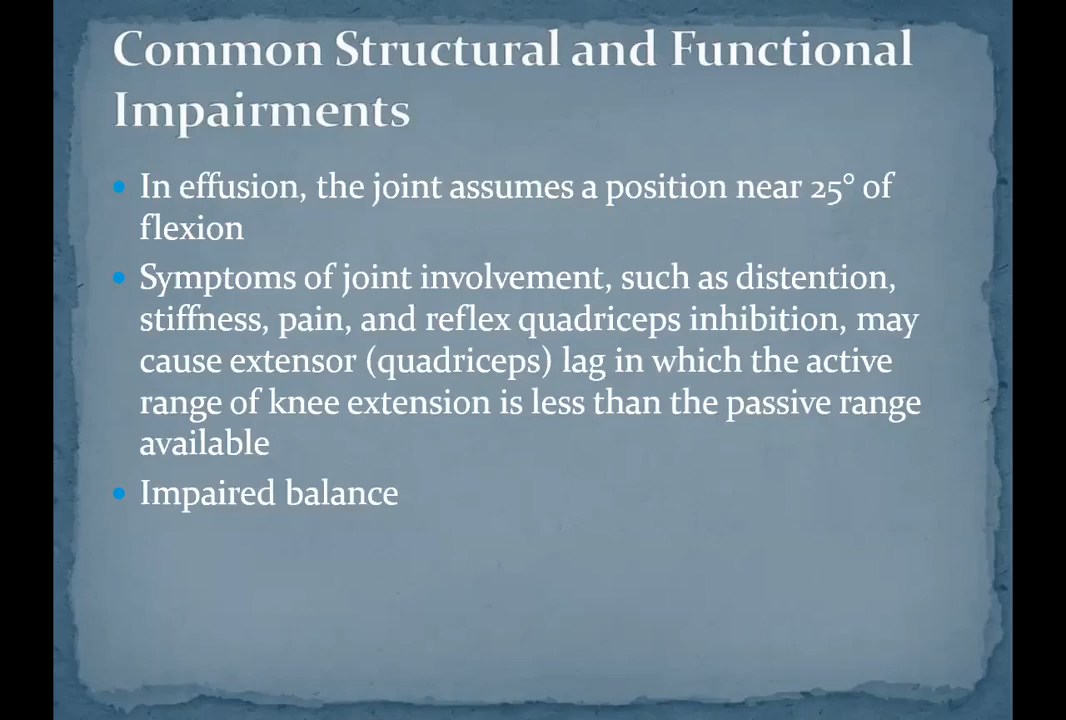 Common Structural and Functional
Impairments
• In effusion, the joint assumes a position near 25° of
flexion
• Symptoms of joint involvement, such as distention,
stiffness, pain, and reflex quadriceps inhibition, may
cause extensor (quadriceps) lag in which the active
range of knee extension is less than the passive range
available
• Impaired balance